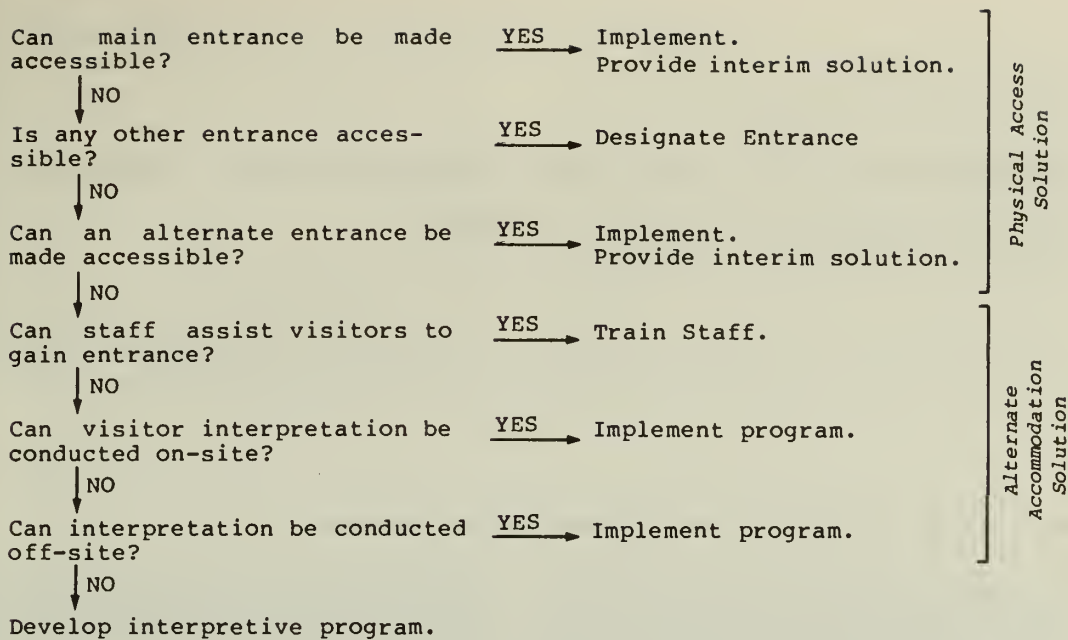 Can main entrance be made
accessible?
YES
Implement.
Provide interim solution.
NO
Is any other entrance acces-
sible?
YES
Designate Entrance
NO
Can an alternate entrance be
made accessible?
YES
Implement.
Provide interim solution.
NO
Physical Access
Solution
Can staff assist visitors to
gain entrance?
YES
Train Staff.
NO
Can visitor interpretation be
conducted on-site?
YES
Implement program.
NO
Can interpretation be conducted
off-site?
YES
Implement program.
NO
Alternate
Accommodation
Solution
Develop interpretive program.